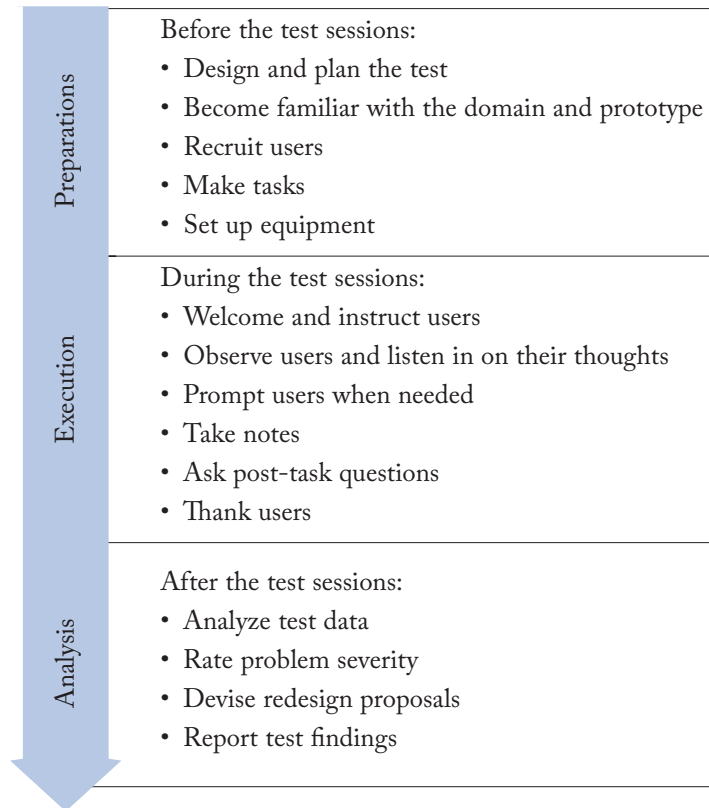 Preparations
Before the test sessions:
• Design and plan the test
• Become familiar with the domain and prototype
• Recruit users
• Make tasks
• Set up equipment
Execution
During the test sessions:
• Welcome and instruct users
• Observe users and listen in on their thoughts
• Prompt users when needed
• Take notes
• Ask post-task questions
• Thank users
Analysis
After the test sessions:
• Analyze test data
• Rate problem severity
• Devise redesign proposals
• Report test findings